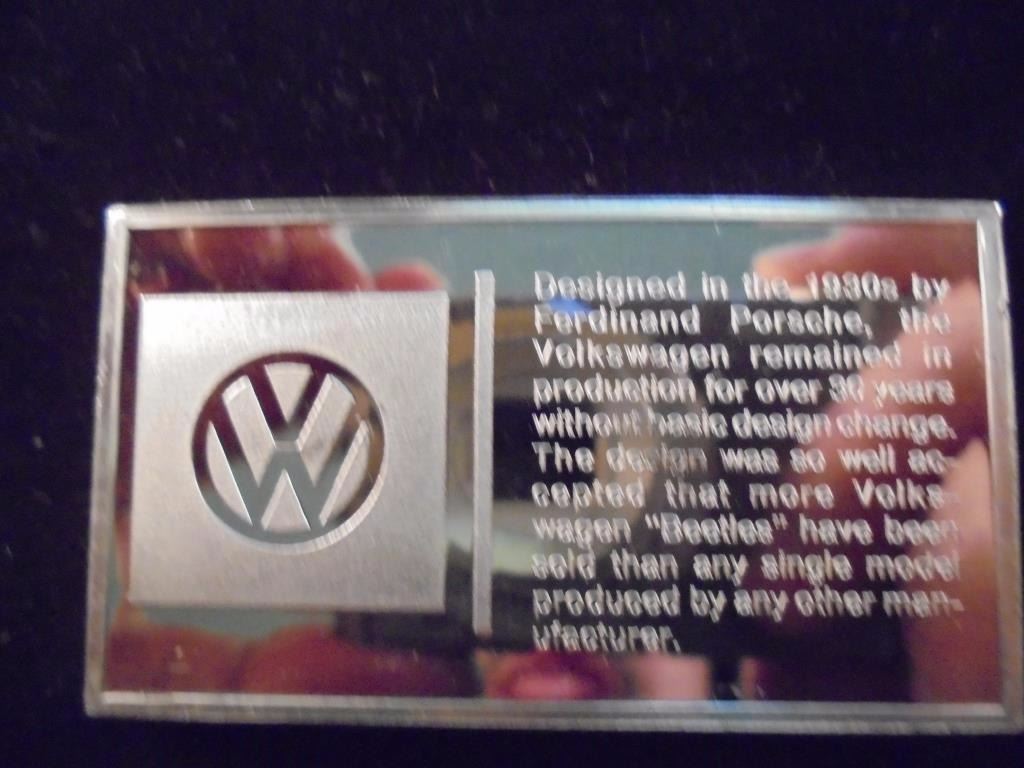 VW
Designed in the 1930s by
Ferdinand Porsche, the
Volkswagen remained in
production for over 30 years
without basic design change.
The design was so well ac-
cepted that more Volks-
wagen "Beetles" have been
sold than any single model
produced by any other man-
ufacturer.